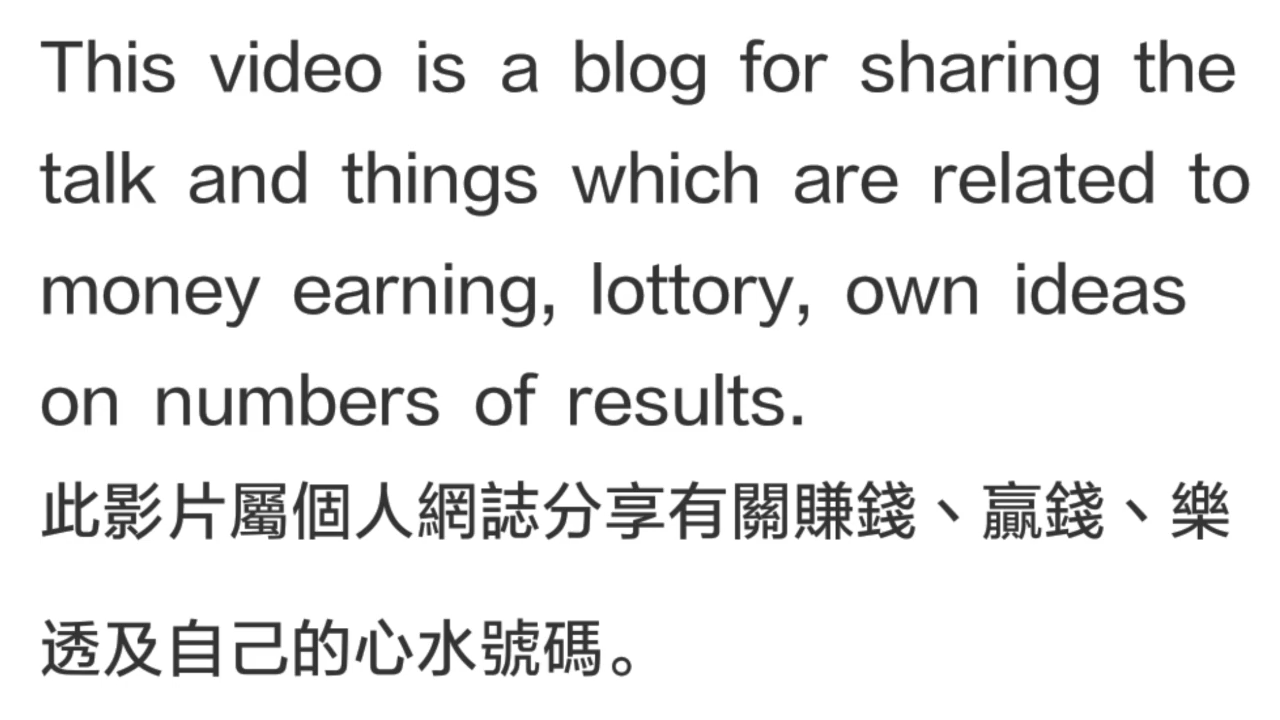 This video is a blog for sharing the
talk and things which are related to
money earning, lottory, own ideas
on numbers of results.
此影片屬個人網誌分享有關賺錢、贏錢、樂
透及自己的心水號碼。